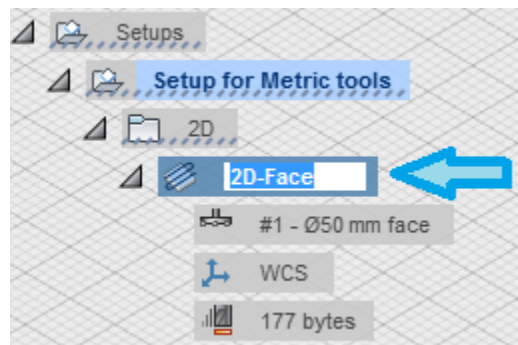 Setups
Setup for Metric tools
2D
2D-Face
#1 - Ø50 mm face
WCS
177 bytes